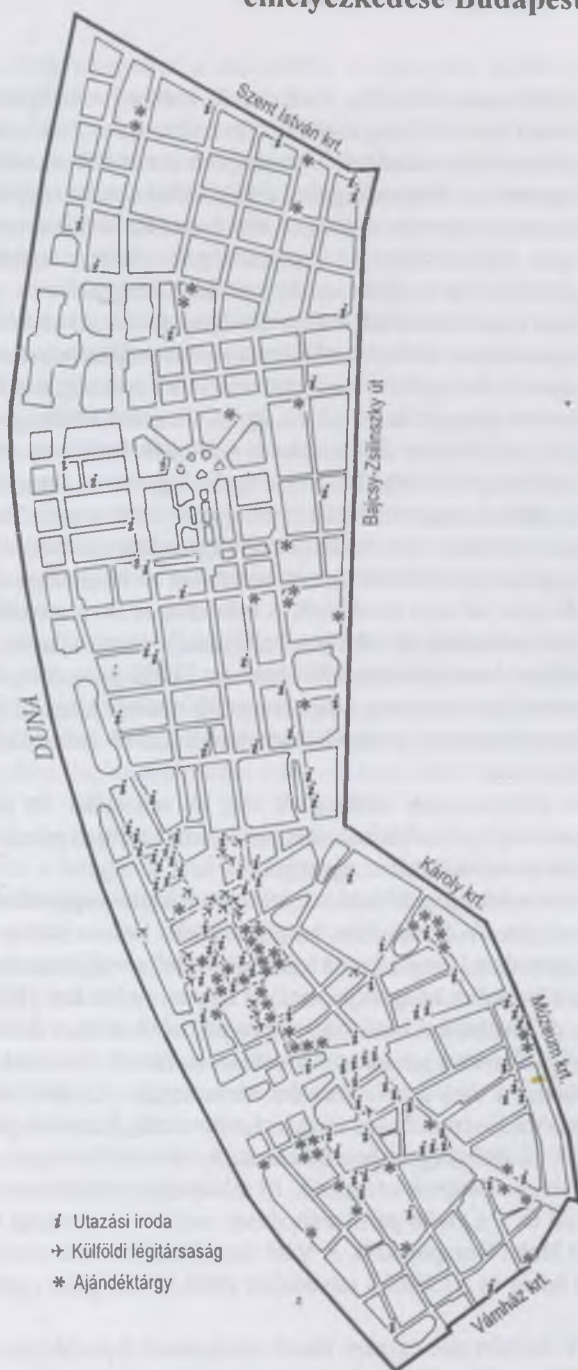 elhelyezkedése Budapest
Szent István krt.
Bajcsy-Zsilinszky út
DUNA
Károly krt.
Múzeum krt.
Vámház krt.
i Utazási iroda
✈ Külföldi légitársaság
* Ajándéktárgy